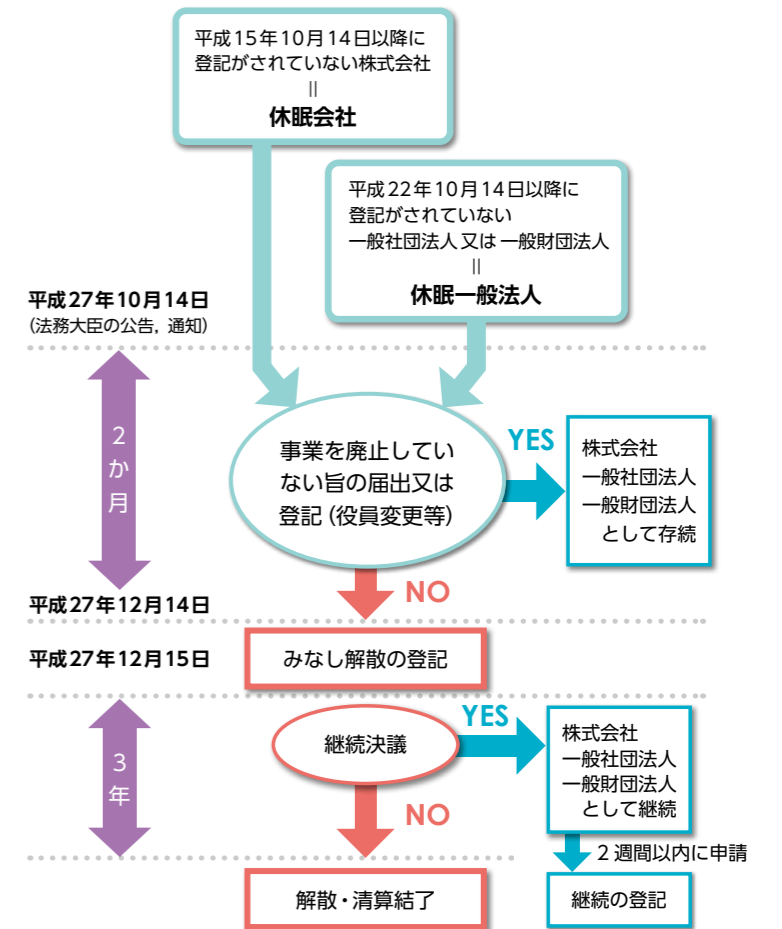 平成15年10月14日以降に
登記がされていない株式会社
＝
休眠会社
平成22年10月14日以降に
登記がされていない
一般社団法人又は一般財団法人
＝
休眠一般法人
平成27年10月14日
(法務大臣の公告，通知)
2か月
事業を廃止してい
ない旨の届出又は
登記（役員変更等）
YES
株式会社
一般社団法人
一般財団法人
として存続
NO
平成27年12月14日
平成27年12月15日
みなし解散の登記
3年
継続決議
YES
株式会社
一般社団法人
一般財団法人
として継続
NO
2週間以内に申請
解散・清算結了
継続の登記